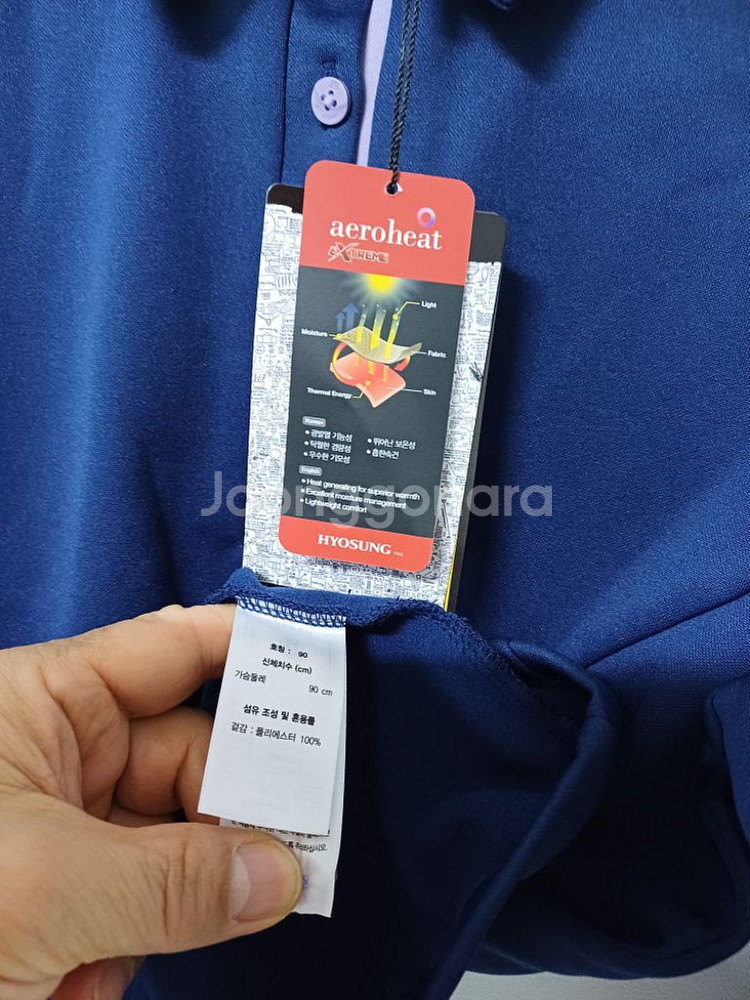 aeroheat
EXTREME
Light
Moisture
Fabric
Thermal Energy
Skin
Korean
• 광발열 기능성
• 뛰어난 보온성
• 탁월한 경량성
• 흡한속건
• 우수한 기모성
English
• Heat generating for superior warmth
• Excellent moisture management
• Lightweight comfort
Joonggonara
HYOSUNG
호칭 : 90
신체치수 (cm)
가슴둘레
90 cm
섬유 조성 및 혼용률
겉감 : 폴리에스터 100%